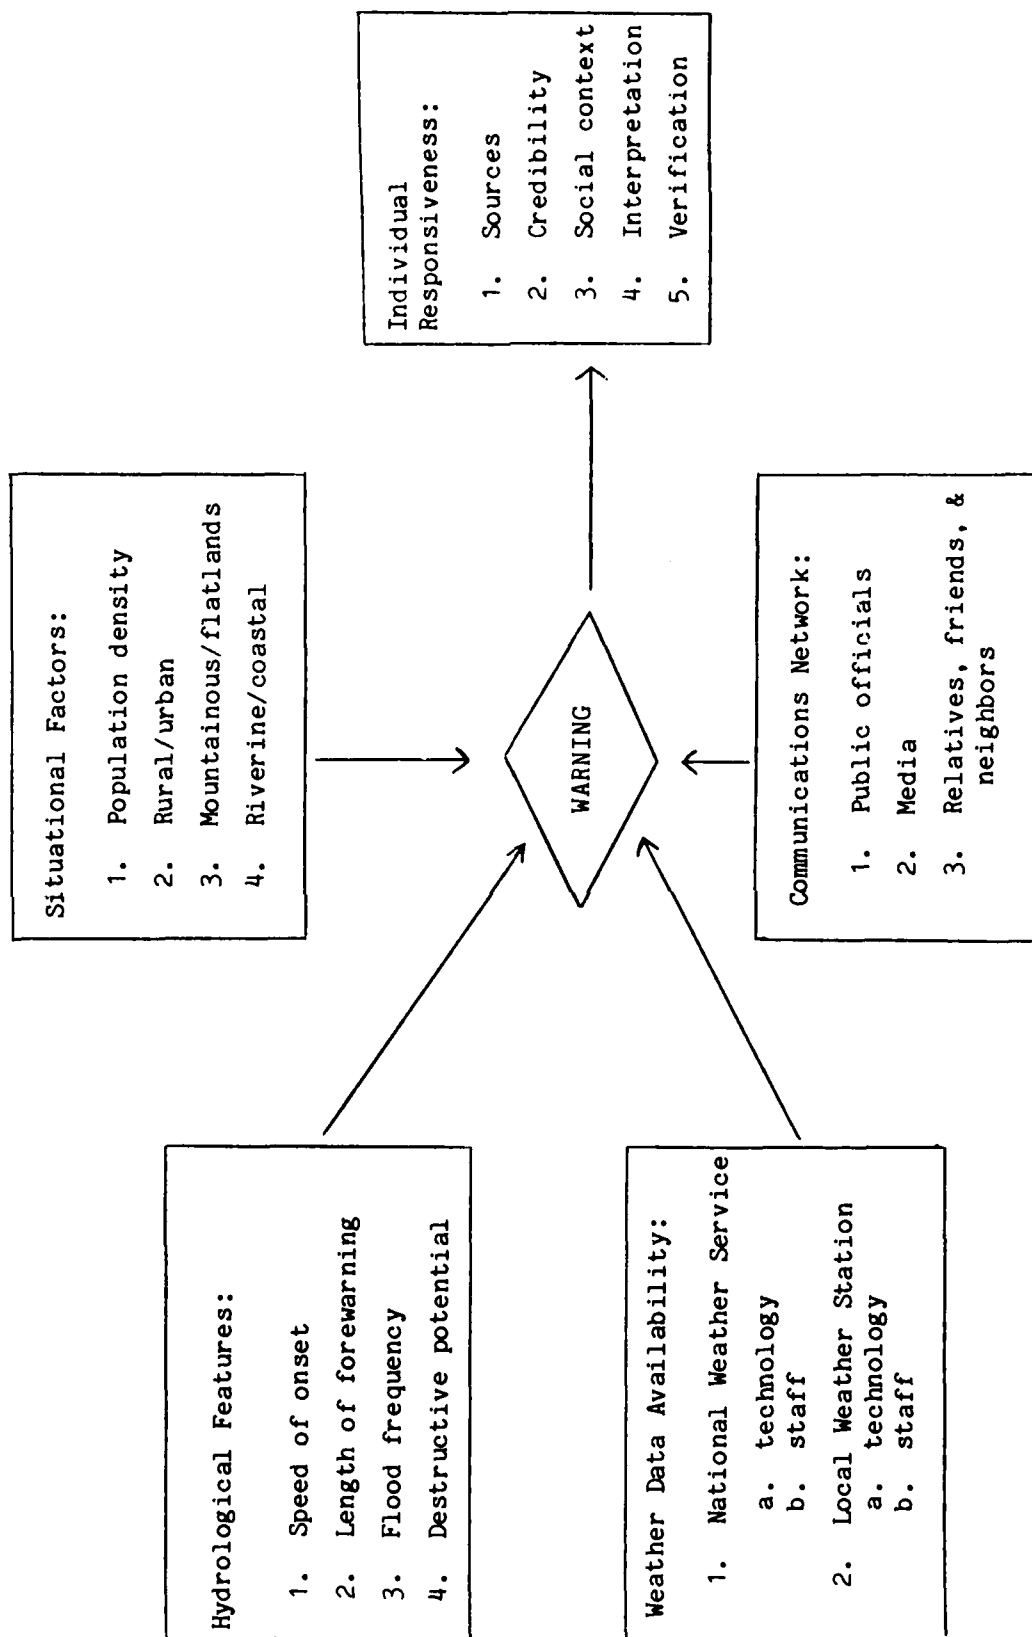 Situational Factors:
1. Population density
2. Rural/urban
3. Mountainous/flatlands
4. Riverine/coastal
Hydrological Features:
1. Speed of onset
2. Length of forewarning
3. Flood frequency
4. Destructive potential
WARNING
Individual
Responsiveness:
1. Sources
2. Credibility
3. Social context
4. Interpretation
5. Verification
Weather Data Availability:
1. National Weather Service
a. technology
b. staff
2. Local Weather Station
a. technology
b. staff
Communications Network:
1. Public officials
2. Media
3. Relatives, friends, &
neighbors